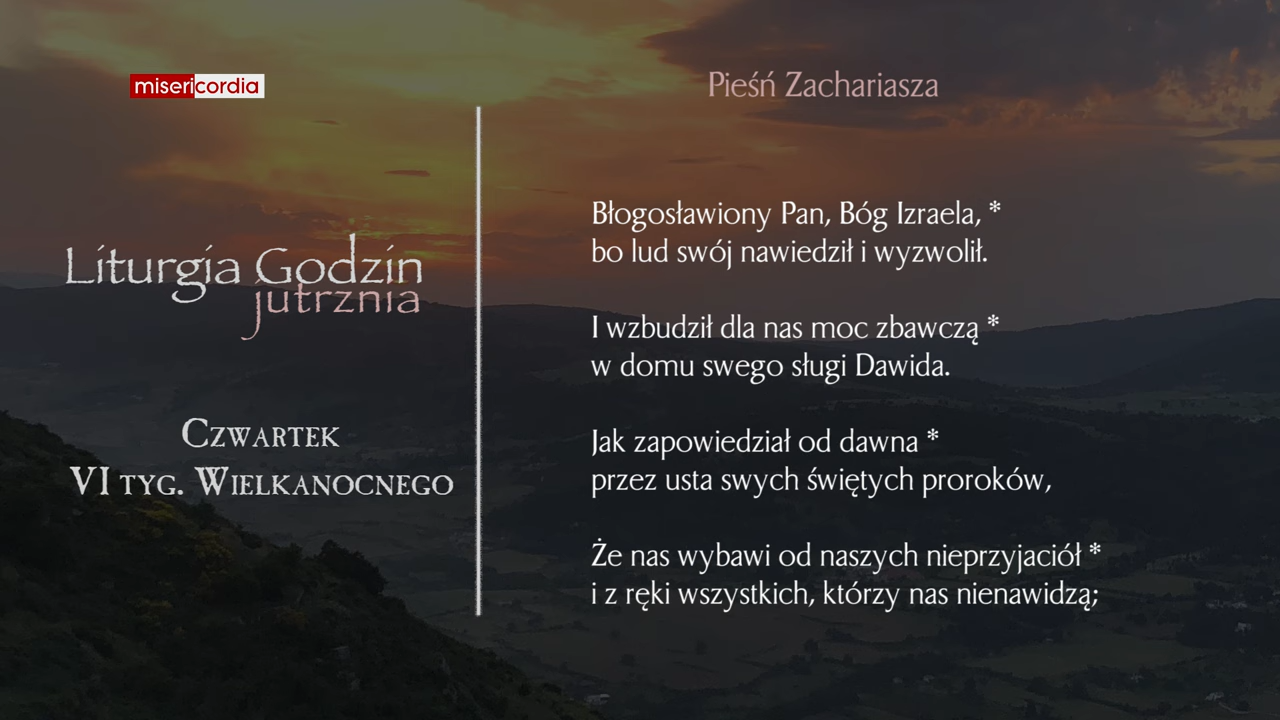 misericordia
Liturgia Godzin
jutrznia
Czwartek
VI tyg. Wielkanocnego
Pieśń Zachariasza
Błogosławiony Pan, Bóg Izraela, *
bo lud swój nawiedził i wyzwolił.
I wzbudził dla nas moc zbawczą *
w domu swego sługi Dawida.
Jak zapowiedział od dawna *
przez usta swych świętych proroków,
Że nas wybawi od naszych nieprzyjaciół *
i z ręki wszystkich, którzy nas nienawidzą;